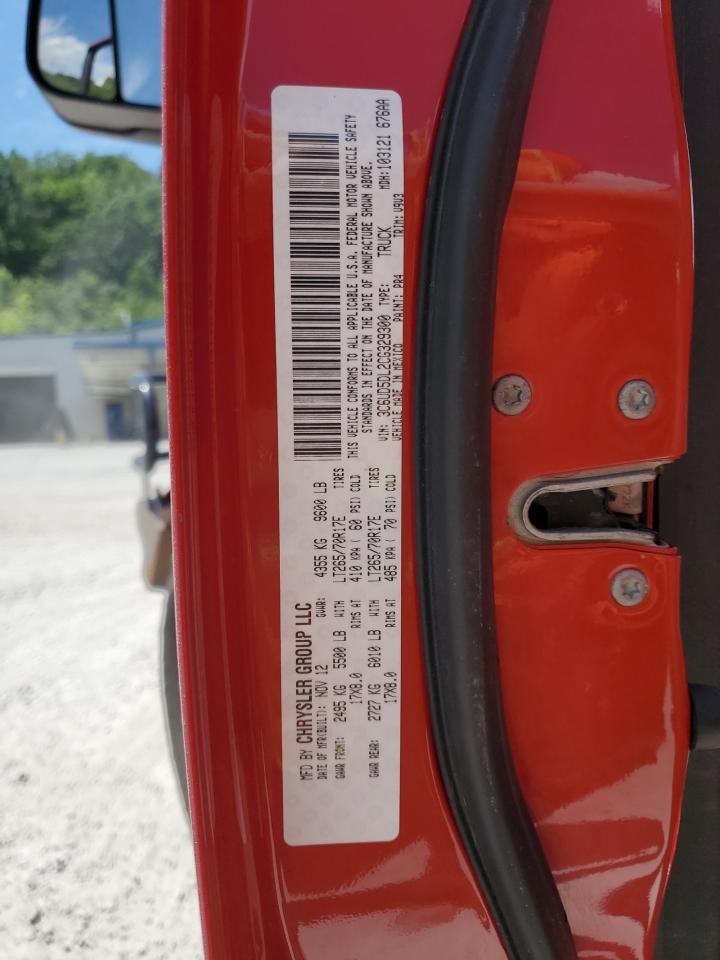 MFD BY CHRYSLER GROUP LLC
DATE OF MFR(BUILT): NOV 12 GVWR: 4355 KG 9600 LB
GAWR FRONT: 2495 KG 5500 LB WITH LT265/70R17E TIRES
17X8.0 RIMS AT 410 KPA ( 60 PSI) COLD
GAWR REAR: 2727 KG 6010 LB WITH LT265/70R17E TIRES
17X8.0 RIMS AT 485 KPA ( 70 PSI) COLD
THIS VEHICLE CONFORMS TO ALL APPLICABLE U.S.A. FEDERAL MOTOR VEHICLE SAFETY
STANDARDS IN EFFECT ON THE DATE OF MANUFACTURE SHOWN ABOVE.
VIN: 3C6UD5DL2CG329300 TYPE: TRUCK MDH:103121 676AA
VEHICLE MADE IN MEXICO PAINT: PR4 TRIM: V9V3